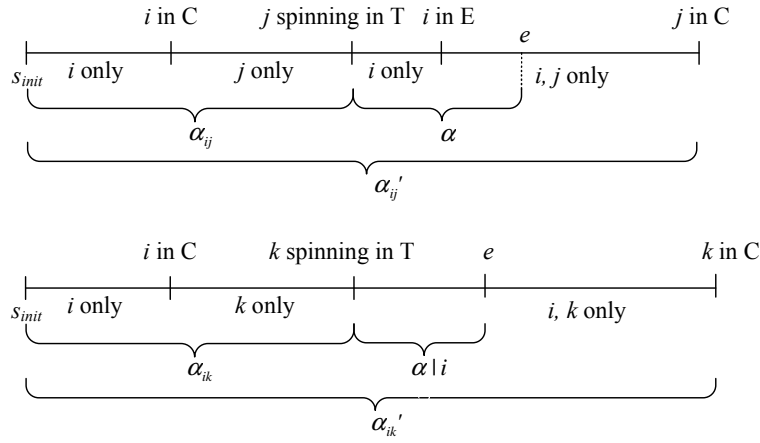 i in C j spinning in T i in E e j in C
s_init i only j only i only i, j only
α_ij α
α_ij'
i in C k spinning in T e k in C
s_init i only k only i, k only
α_ik α | i
α_ik'